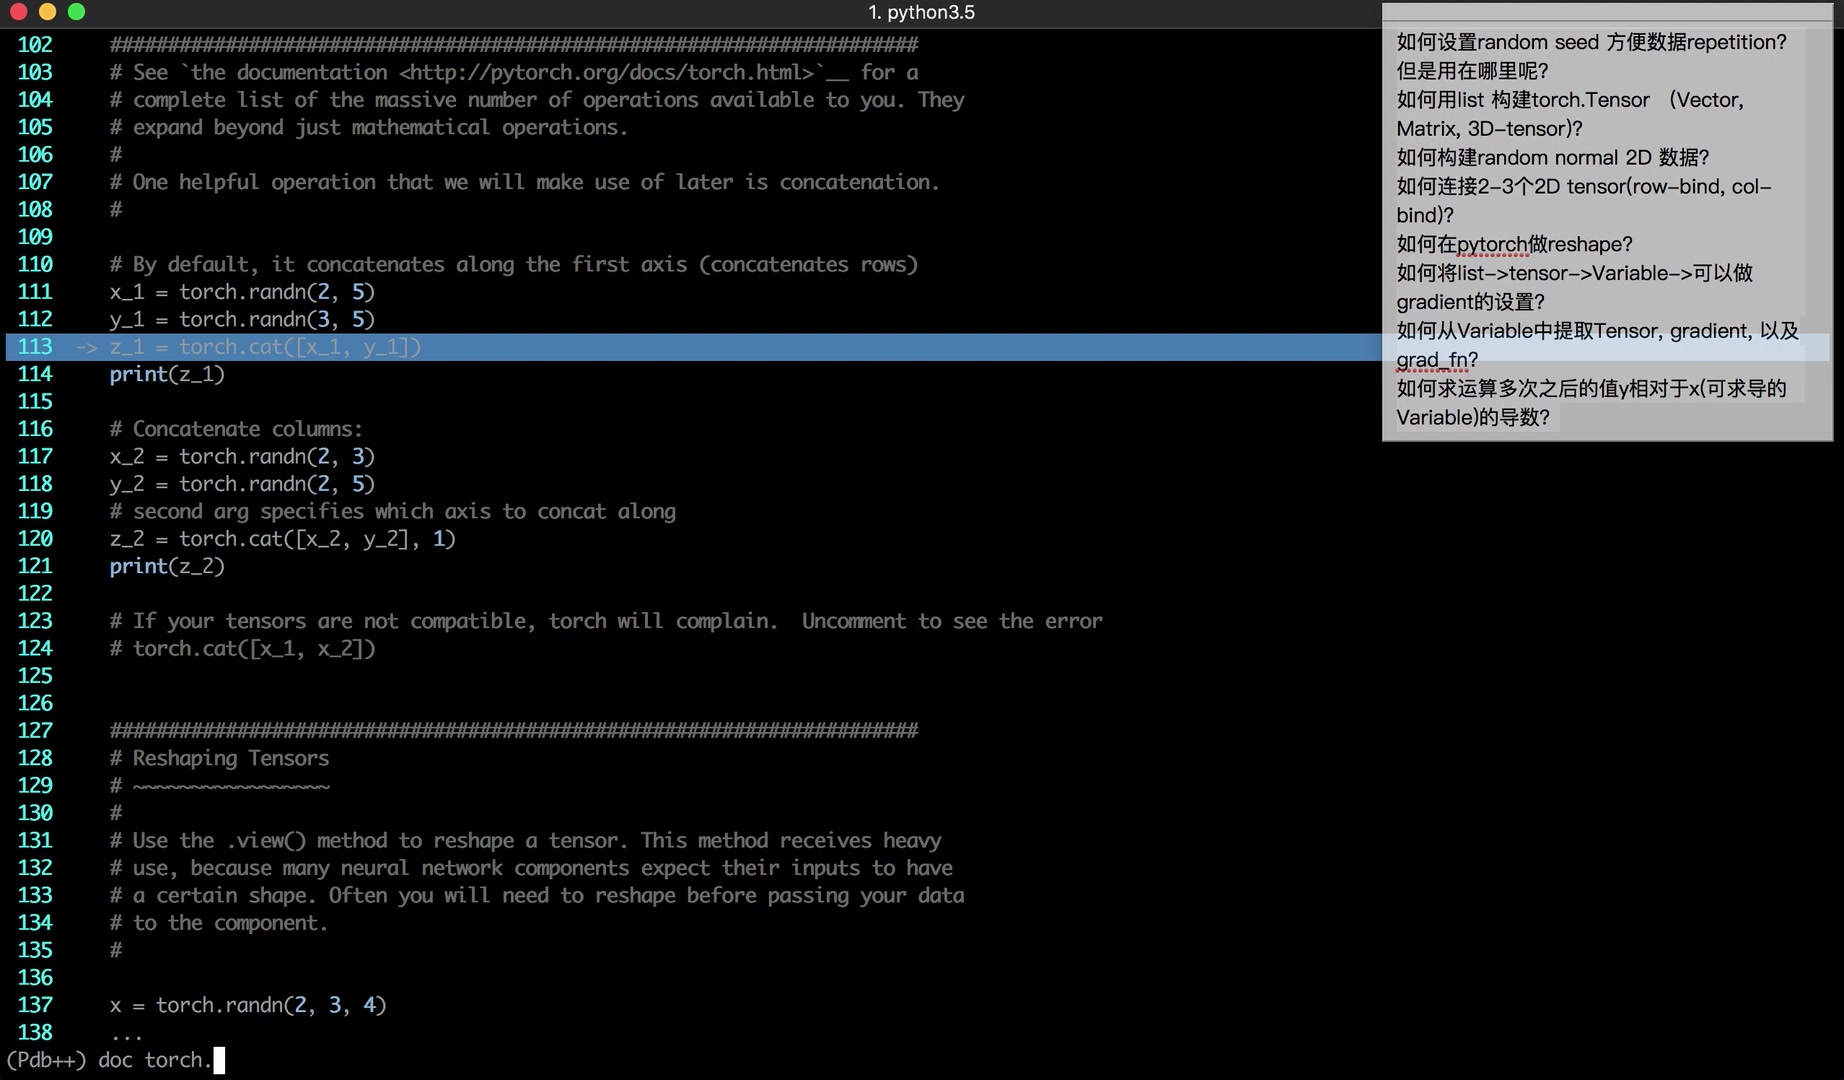 1. python3.5
102 ######################################################################
103 # See `the documentation <http://pytorch.org/docs/torch.html>`__ for a
104 # complete list of the massive number of operations available to you. They
105 # expand beyond just mathematical operations.
106 #
107 # One helpful operation that we will make use of later is concatenation.
108 #
109
110 # By default, it concatenates along the first axis (concatenates rows)
111 x_1 = torch.randn(2, 5)
112 y_1 = torch.randn(3, 5)
113 -> z_1 = torch.cat([x_1, y_1])
114 print(z_1)
115
116 # Concatenate columns:
117 x_2 = torch.randn(2, 3)
118 y_2 = torch.randn(2, 5)
119 # second arg specifies which axis to concat along
120 z_2 = torch.cat([x_2, y_2], 1)
121 print(z_2)
122
123 # If your tensors are not compatible, torch will complain.  Uncomment to see the error
124 # torch.cat([x_1, x_2])
125
126
127 ######################################################################
128 # Reshaping Tensors
129 # ~~~~~~~~~~~~~~~~~
130 #
131 # Use the .view() method to reshape a tensor. This method receives heavy
132 # use, because many neural network components expect their inputs to have
133 # a certain shape. Often you will need to reshape before passing your data
134 # to the component.
135 #
136
137 x = torch.randn(2, 3, 4)
138 ...
(Pdb++) doc torch.
如何设置random seed 方便数据repetition?
但是用在哪里呢?
如何用list 构建torch.Tensor （Vector,
Matrix, 3D-tensor)?
如何构建random normal 2D 数据?
如何连接2-3个2D tensor(row-bind, col-
bind)?
如何在pytorch做reshape?
如何将list->tensor->Variable->可以做
gradient的设置?
如何从Variable中提取Tensor, gradient, 以及
grad_fn?
如何求运算多次之后的值y相对于x(可求导的
Variable)的导数?